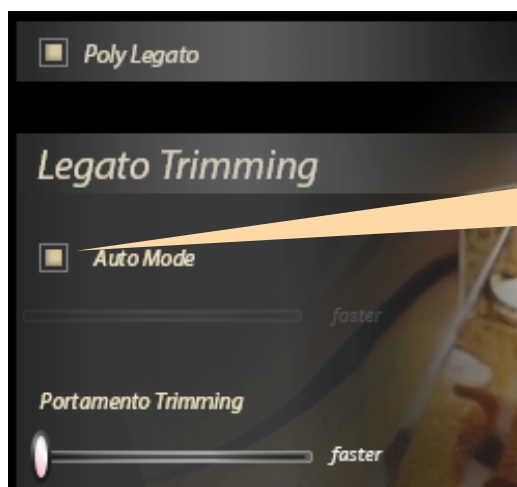 Poly Legato
Legato Trimming
Auto Mode
faster
Portamento Trimming
faster